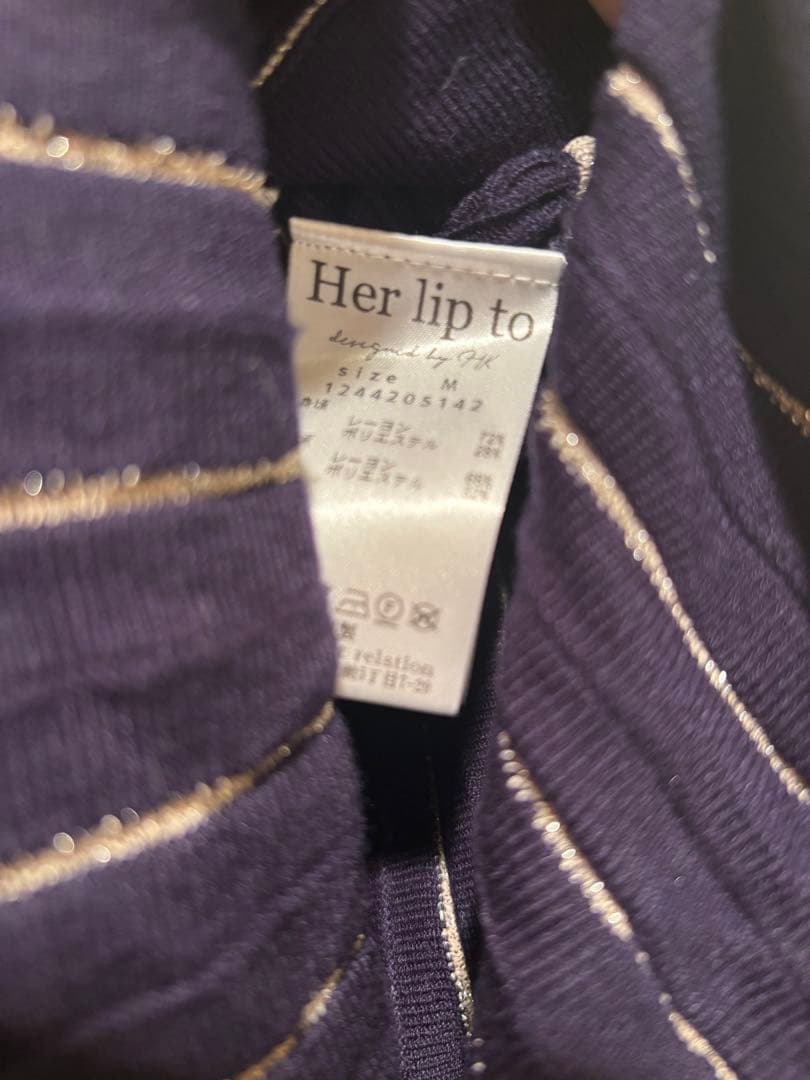 Her lip to
designed by HK
size M
1244205142
レーヨン 72%
ポリエステル 28%
レーヨン
ポリエステル
F
製
relation